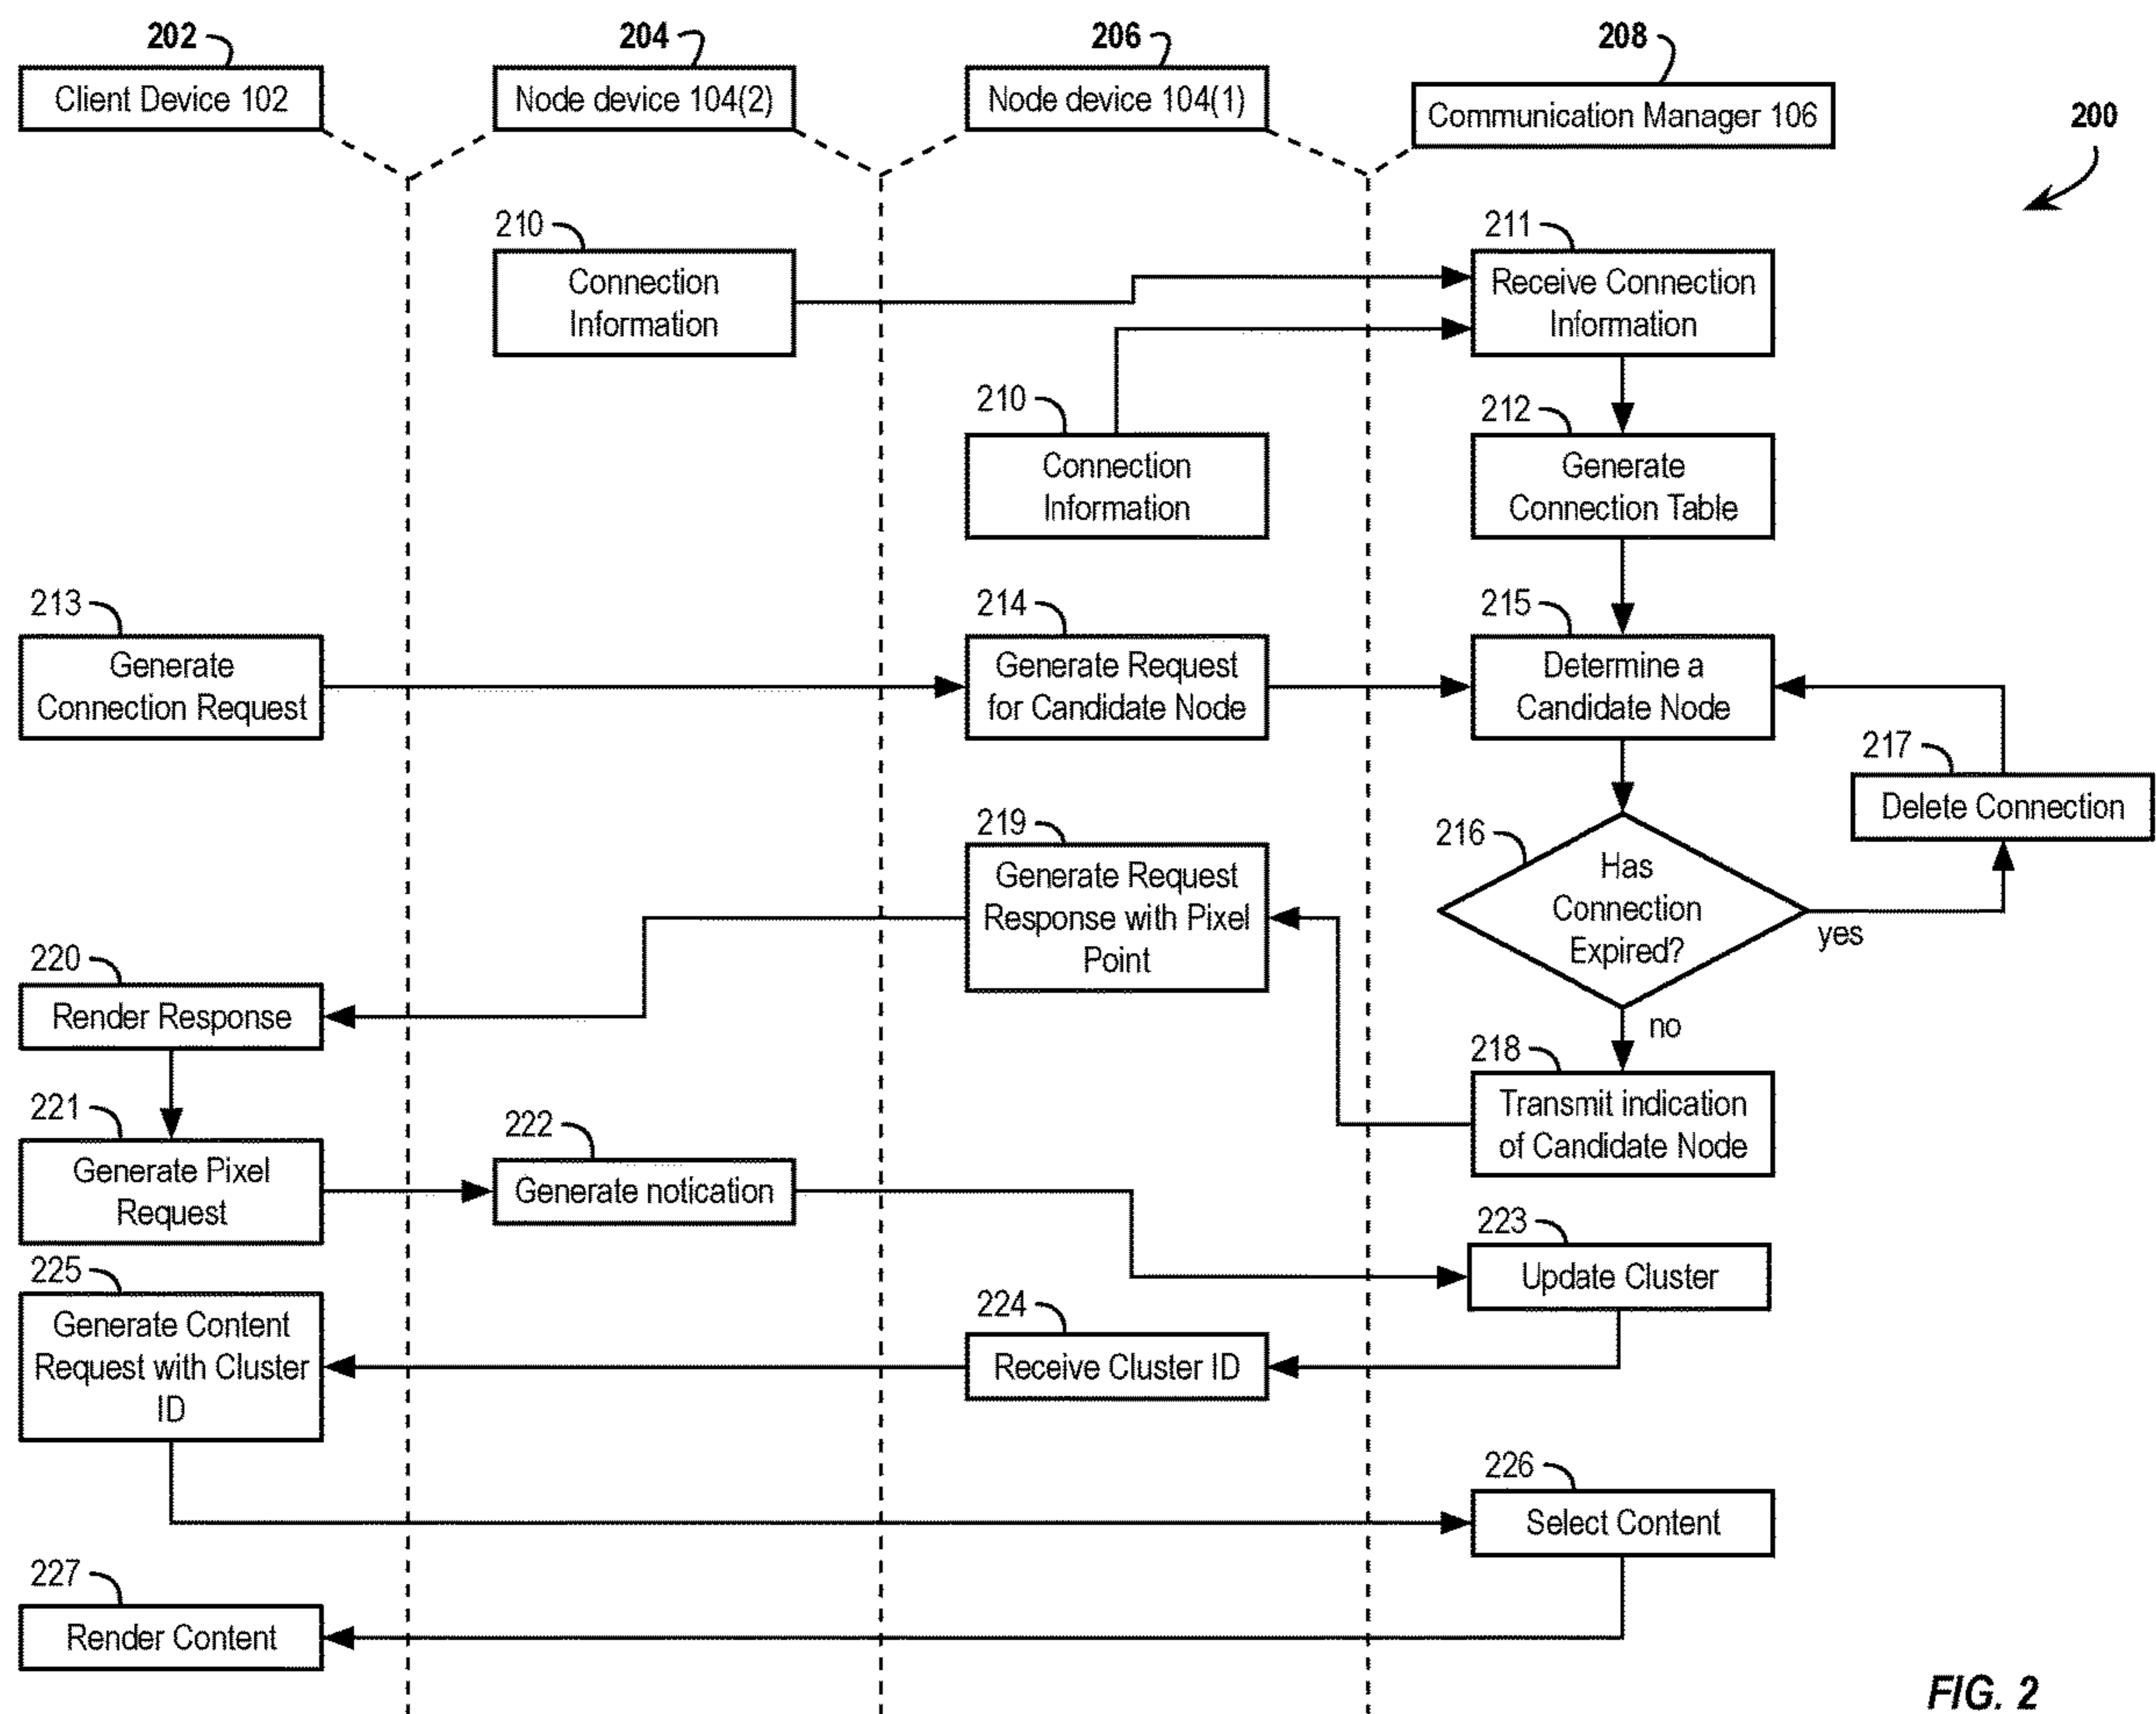 202
204
206
208
Client Device 102
Node device 104(2)
Node device 104(1)
Communication Manager 106
200
210
Connection
Information
211
Receive Connection
Information
210
Connection
Information
212
Generate
Connection Table
213
Generate
Connection Request
214
Generate Request
for Candidate Node
215
Determine a
Candidate Node
217
Delete Connection
216
Has
Connection
Expired?
yes
no
219
Generate Request
Response with Pixel
Point
218
Transmit indication
of Candidate Node
220
Render Response
221
Generate Pixel
Request
222
Generate notication
223
Update Cluster
224
Receive Cluster ID
225
Generate Content
Request with Cluster
ID
226
Select Content
227
Render Content
FIG. 2